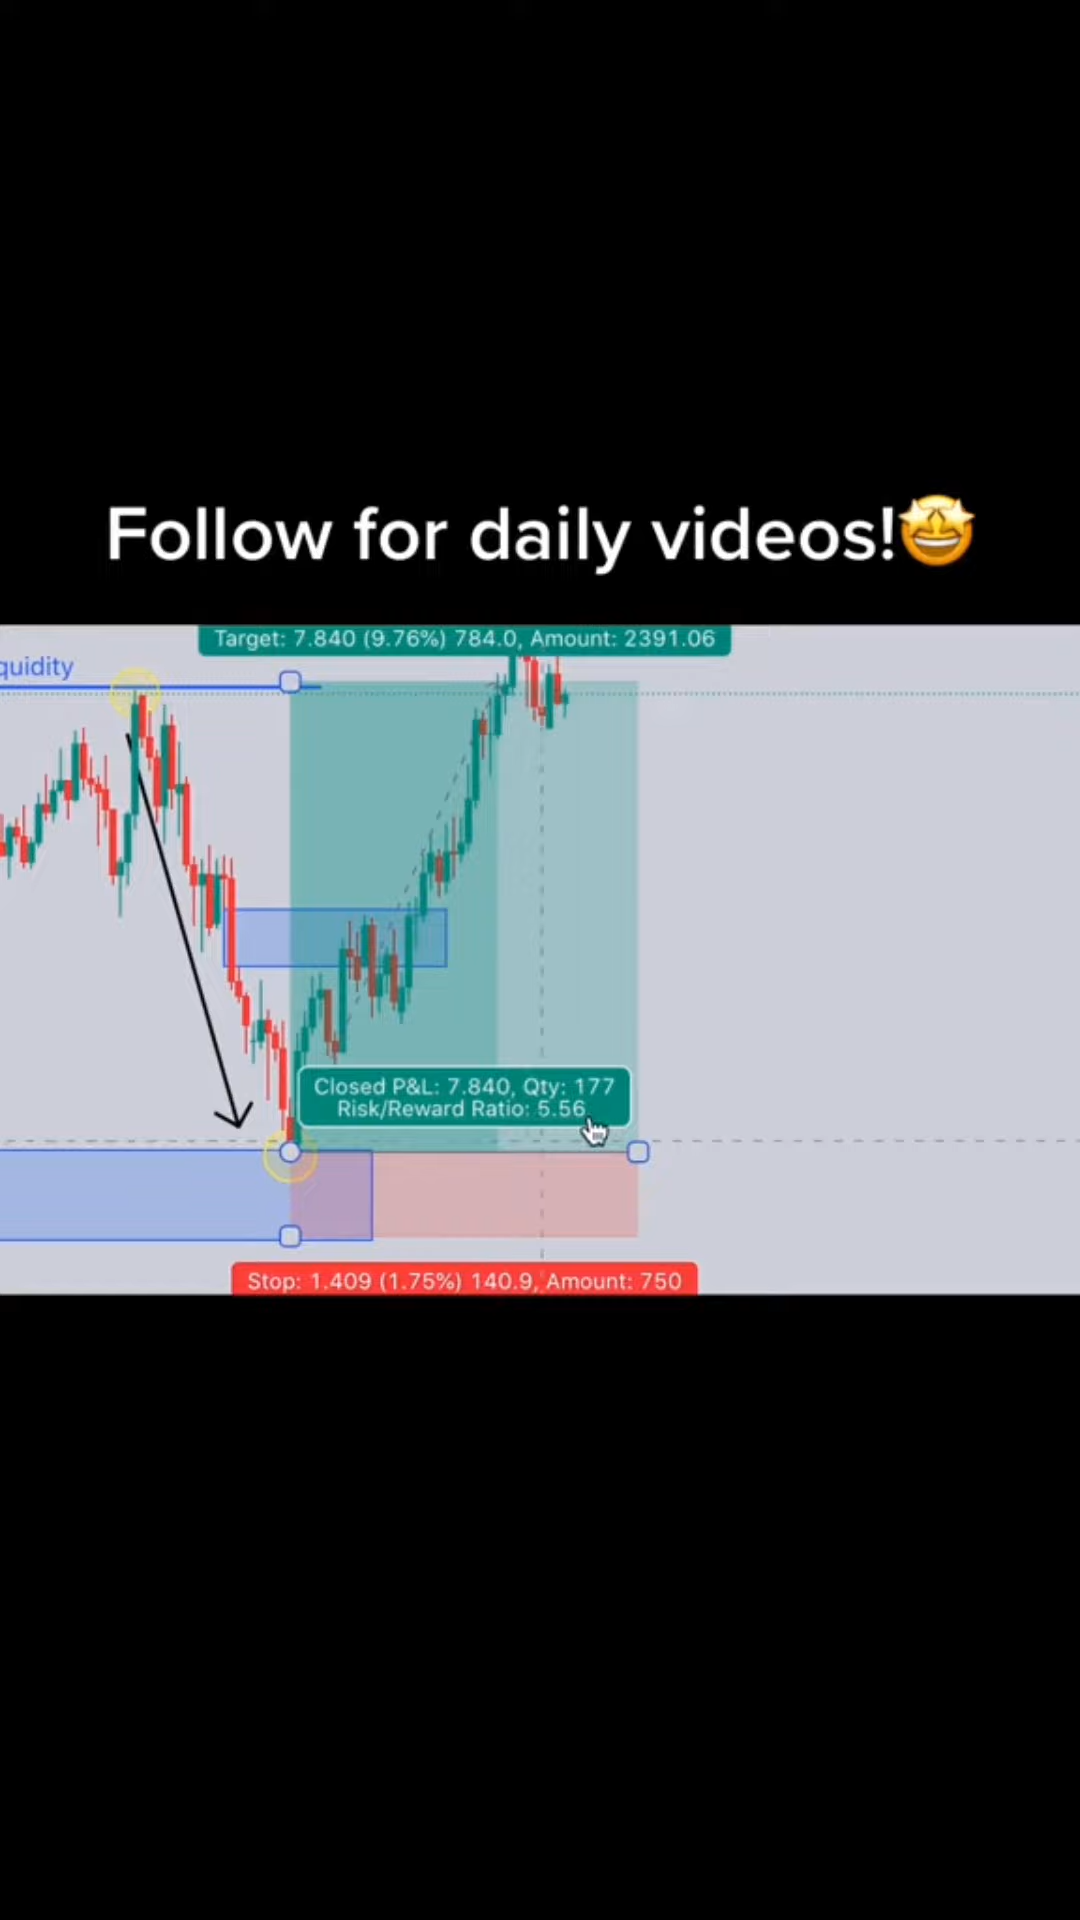 Follow for daily videos!🤩
Target: 7.840 (9.76%) 784.0, Amount: 2391.06
quidity
Closed P&L: 7.840, Qty: 177
Risk/Reward Ratio: 5.56
Stop: 1.409 (1.75%) 140.9, Amount: 750